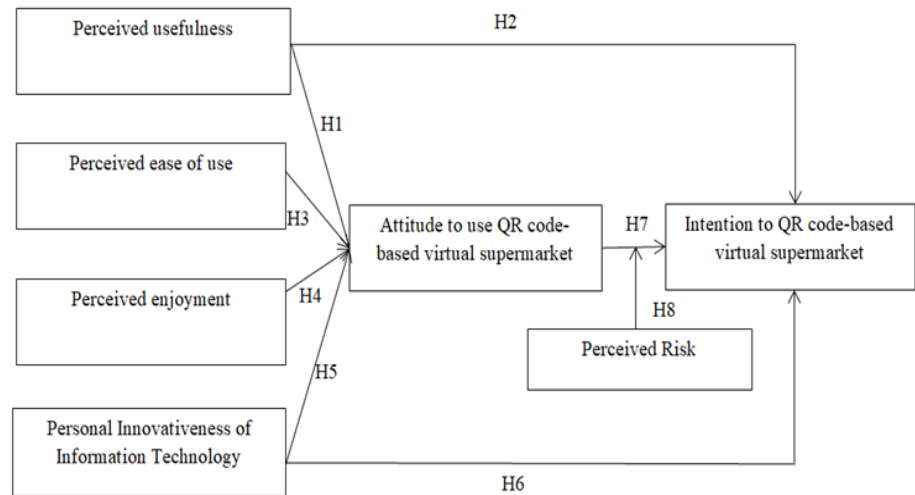 Perceived usefulness
H2
H1
Perceived ease of use
H3
Attitude to use QR code-
based virtual supermarket
H7
Intention to QR code-based
virtual supermarket
Perceived enjoyment
H4
H8
Perceived Risk
H5
Personal Innovativeness of
Information Technology
H6